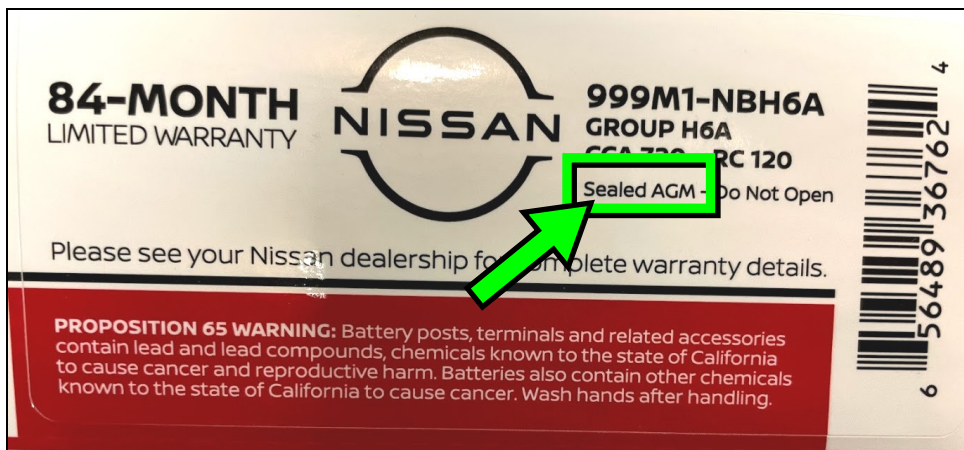 84-MONTH
LIMITED WARRANTY
NISSAN
999M1-NBH6A
GROUP H6A
CCA 720 - RC 120
Sealed AGM - Do Not Open
Please see your Nissan dealership for complete warranty details.
PROPOSITION 65 WARNING: Battery posts, terminals and related accessories
contain lead and lead compounds, chemicals known to the state of California
to cause cancer and reproductive harm. Batteries also contain other chemicals
known to the state of California to cause cancer. Wash hands after handling.
6 56489 36762 4